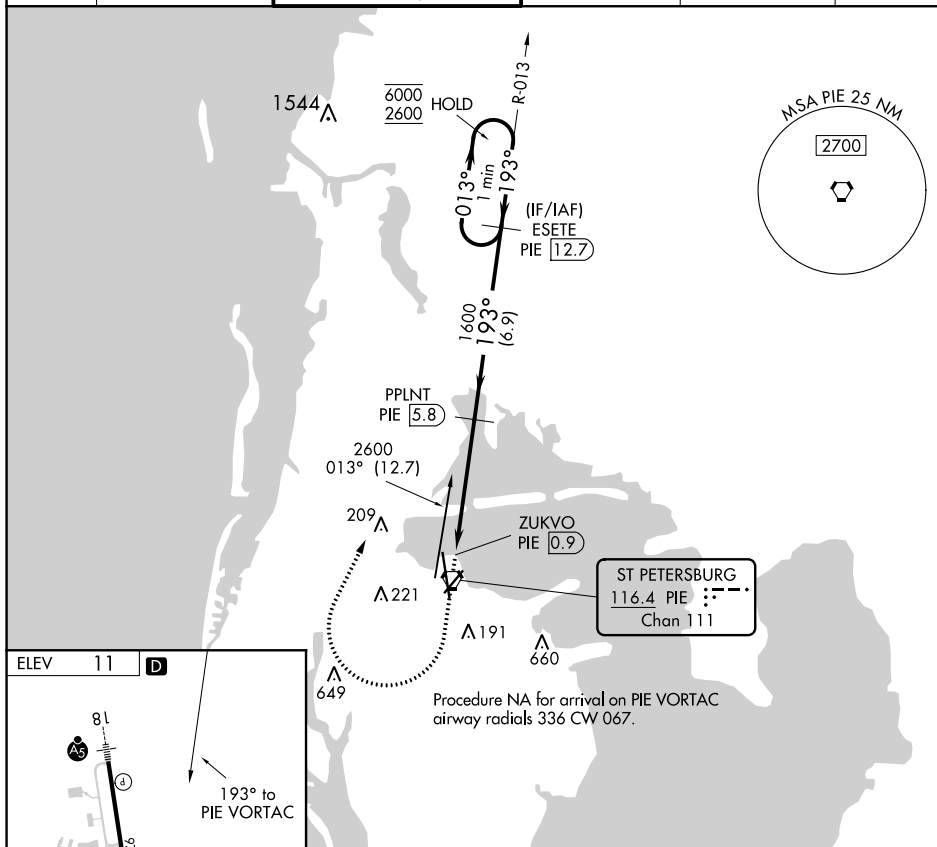 1544
6000
2600
HOLD
R-013
MSA PIE 25 NM
2700
013°
1 min
193°
(IF/IAF)
ESETE
PIE 12.7
1600
193°
(6.9)
PPLNT
PIE 5.8
2600
013° (12.7)
209
ZUKVO
PIE 0.9
221
ST PETERSBURG
116.4 PIE
Chan 111
191
660
649
Procedure NA for arrival on PIE VORTAC
airway radials 336 CW 067.
ELEV 11 D
18
A5
P
193° to
PIE VORTAC